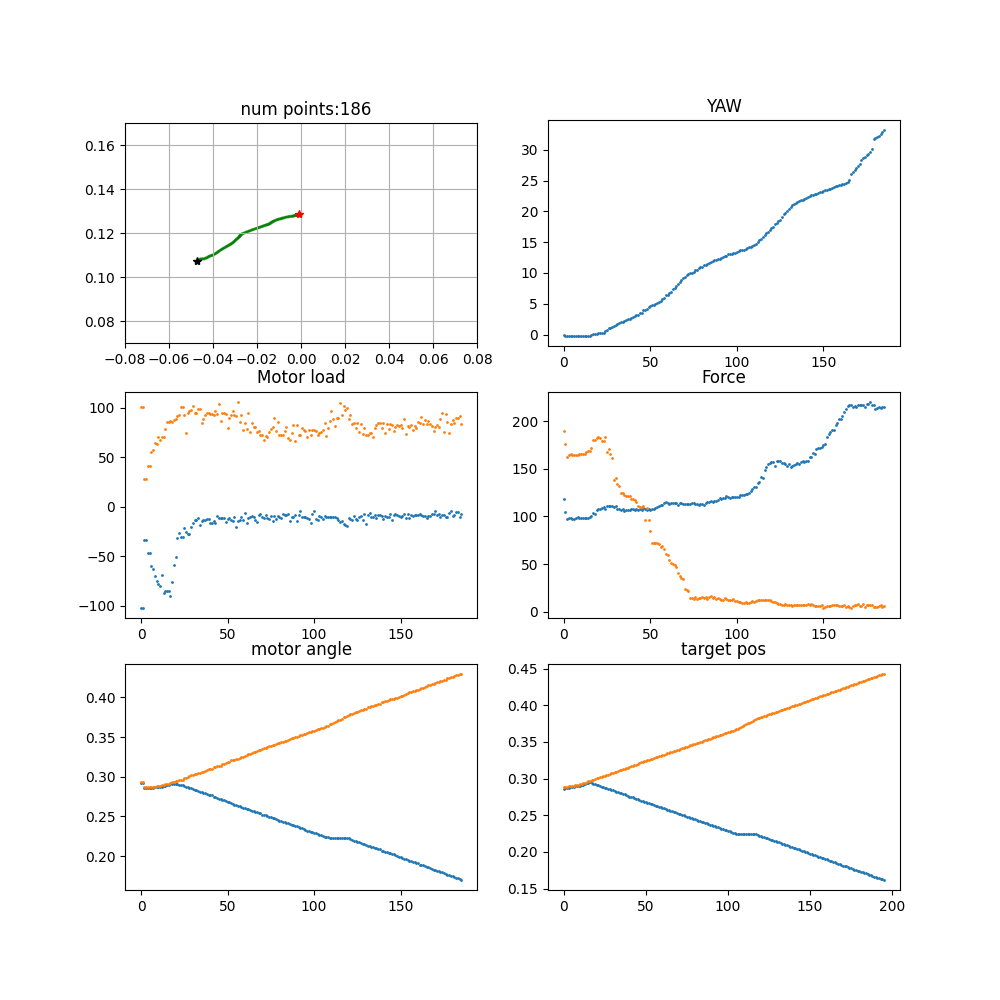 num points:186
0.16
0.14
0.12
0.10
0.08
−0.08 −0.06 −0.04 −0.02 0.00 0.02 0.04 0.06 0.08
YAW
30
25
20
15
10
5
0
0 50 100 150
Motor load
100
50
0
−50
−100
0 50 100 150
Force
200
150
100
50
0
0 50 100 150
motor angle
0.40
0.35
0.30
0.25
0.20
0 50 100 150
target pos
0.45
0.40
0.35
0.30
0.25
0.20
0.15
0 50 100 150 200